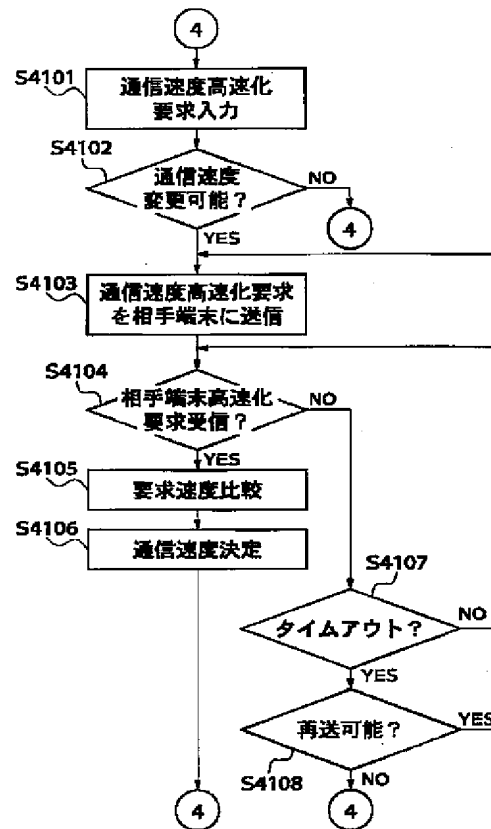 4
S4101
通信速度高速化
要求入力
S4102
通信速度
変更可能？
NO
4
YES
S4103
通信速度高速化要求
を相手端末に送信
S4104
相手端末高速化
要求受信？
NO
YES
S4105
要求速度比較
S4106
通信速度決定
S4107
タイムアウト？
NO
YES
再送可能？
YES
S4108
NO
4
4